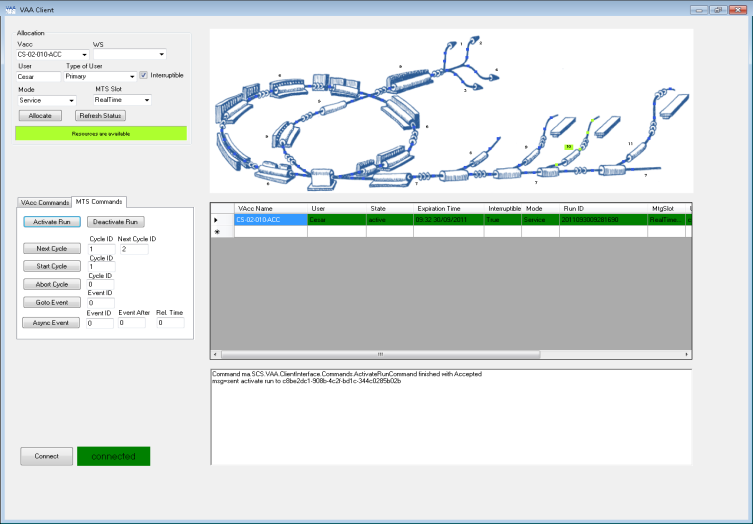 VAA Client
Allocation
Vacc
WS
CS-02-010-ACC
User
Type of User
Cesar
Primary
Interruptible
Mode
MTS Slot
Service
RealTime
Allocate
Refresh Status
Resources are available
VAcc Commands
MTS Commands
Activate Run
Deactivate Run
Cycle ID
Next Cycle ID
Next Cycle
1
2
Cycle ID
Start Cycle
1
Cycle ID
Abort Cycle
0
Event ID
Goto Event
0
Event ID
Event After
Rel. Time
Async Event
0
0
0
Connect
connected
10
11
VAcc Name
User
State
Expiration Time
Interruptible
Mode
Run ID
MtgSlot
CS-02-010-ACC
Cesar
active
09:32 30/09/2011
True
Service...
RealTime...
Command ma.SCS.VAA.ClientInterface.Commands.ActivateRunCommand finished with Accepted
msg=sent activate run to c8be2dc1-908b-4c2f-bd1c-344c0285b02b